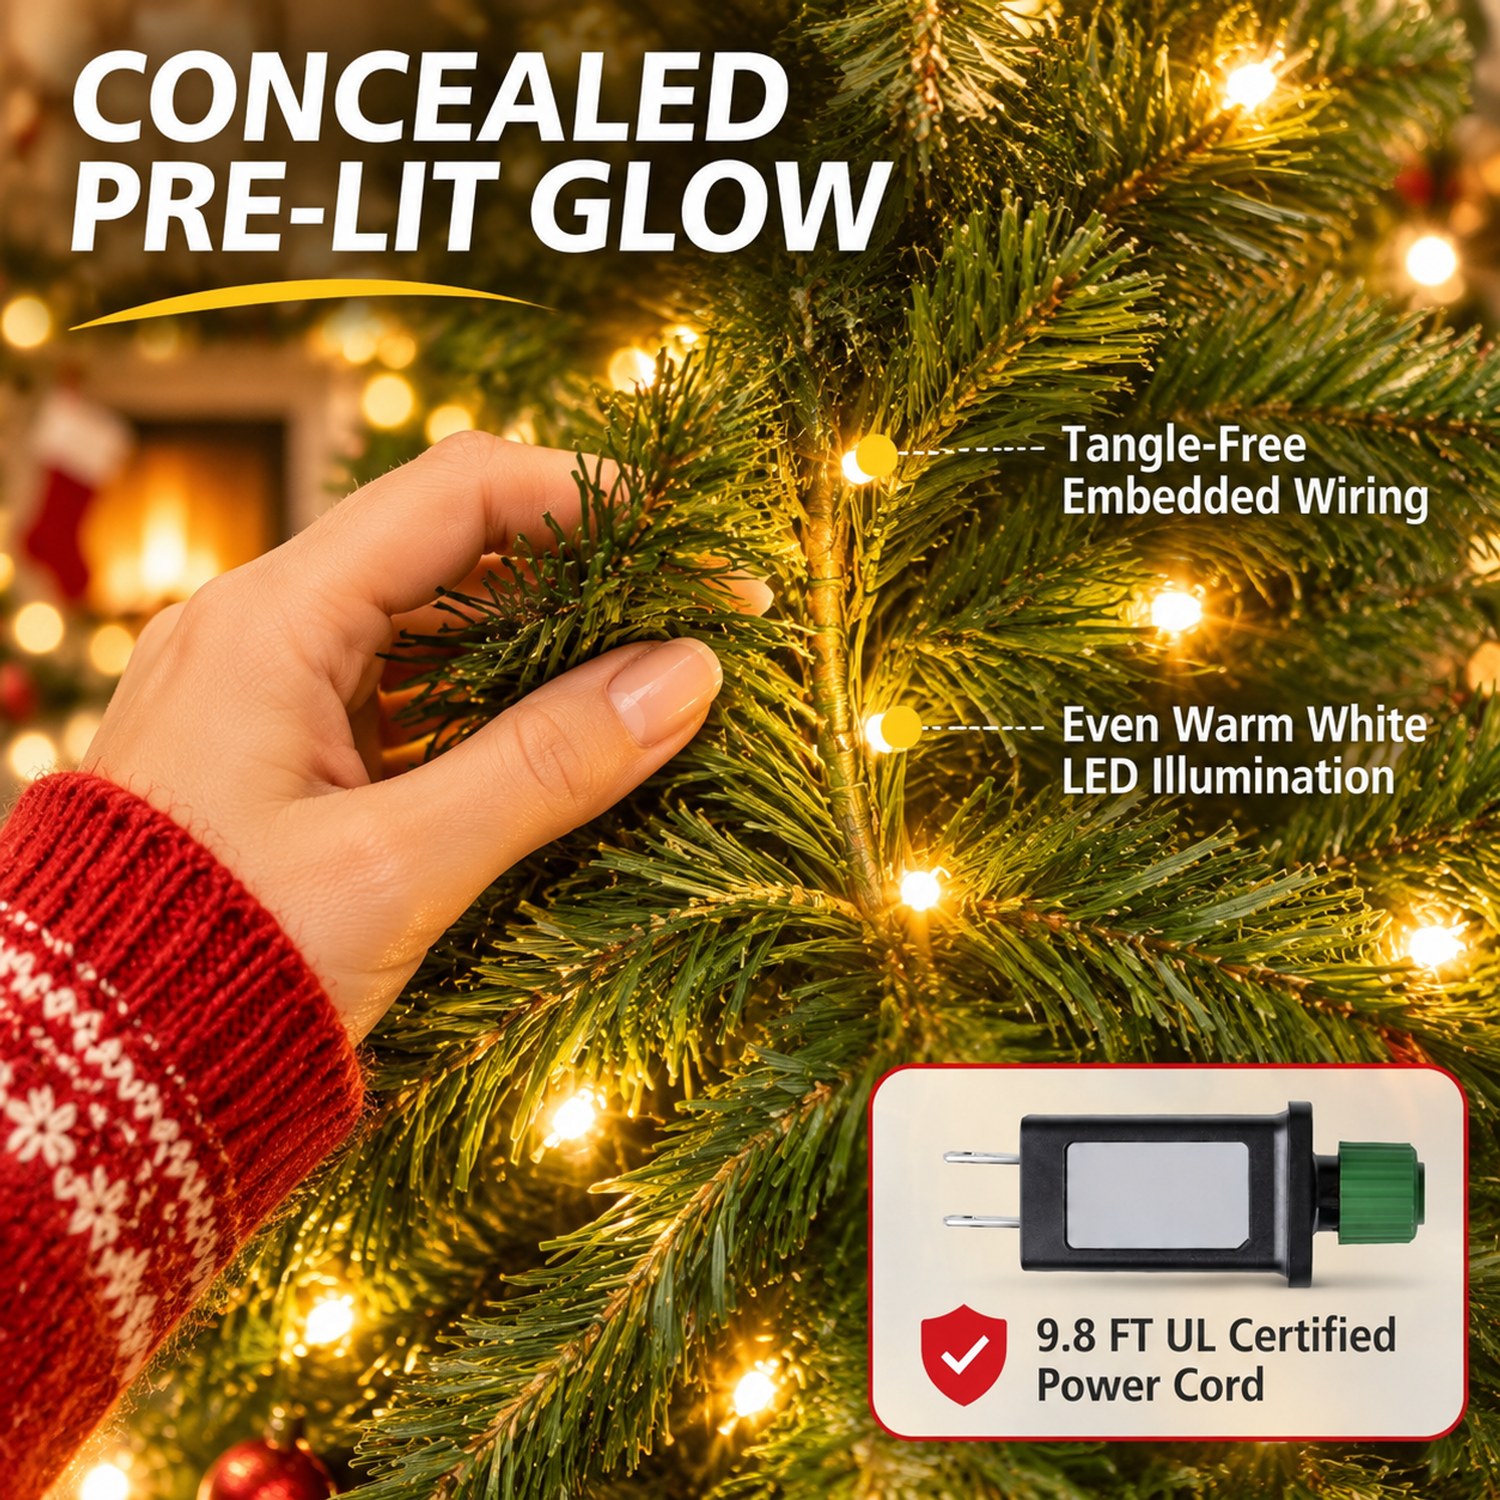 CONCEALED
PRE-LIT GLOW
Tangle-Free
Embedded Wiring
Even Warm White
LED Illumination
9.8 FT UL Certified
Power Cord